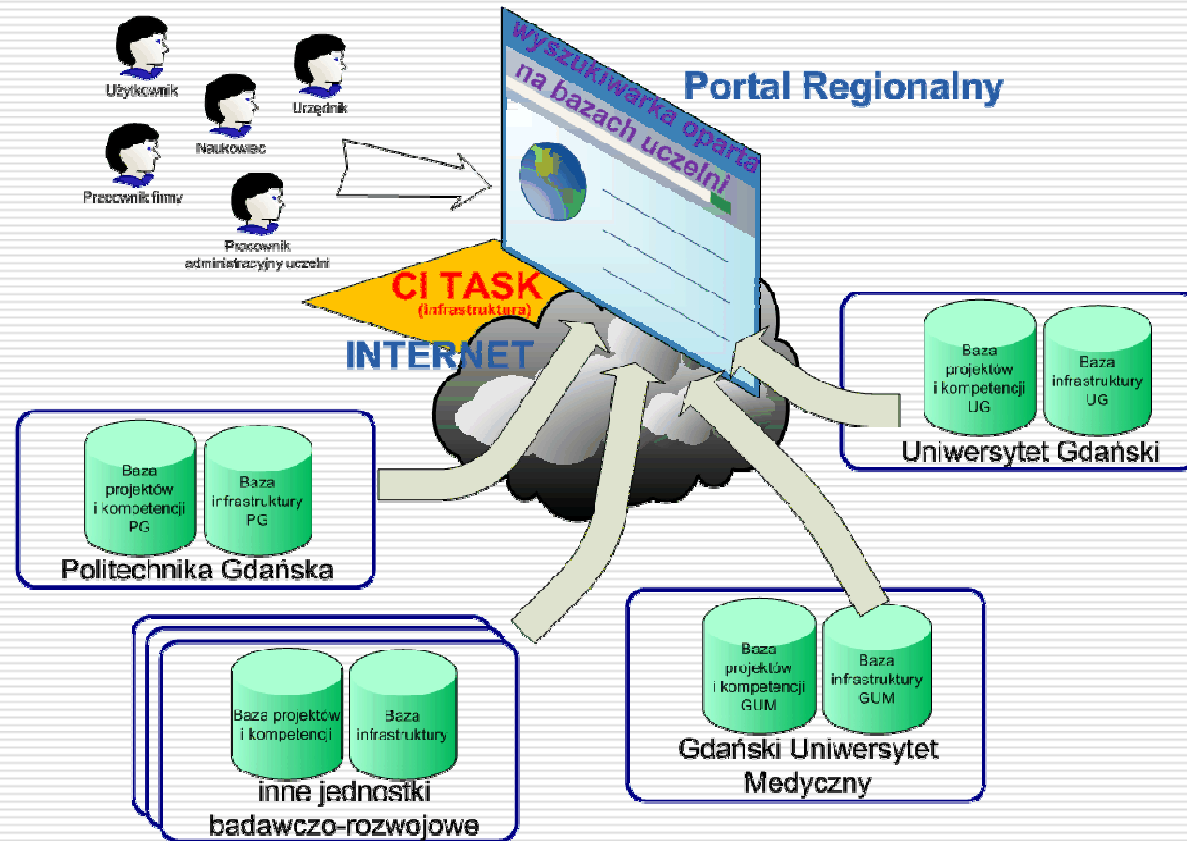 Użytkownik
Urzędnik
Naukowiec
Pracownik firmy
Pracownik
administracyjny uczelni
wyszukiwarka oparta
na bazach uczelni
Portal Regionalny
CI TASK
(infrastruktura)
INTERNET
Baza
projektów
i kompetencji
UG
Baza
infrastruktury
UG
Uniwersytet Gdański
Baza
projektów
i kompetencji
PG
Baza
infrastruktury
PG
Politechnika Gdańska
Baza projektów
i kompetencji
Baza
infrastruktury
inne jednostki
badawczo-rozwojowe
Baza
projektów
i kompetencji
GUM
Baza
infrastruktury
GUM
Gdański Uniwersytet
Medyczny